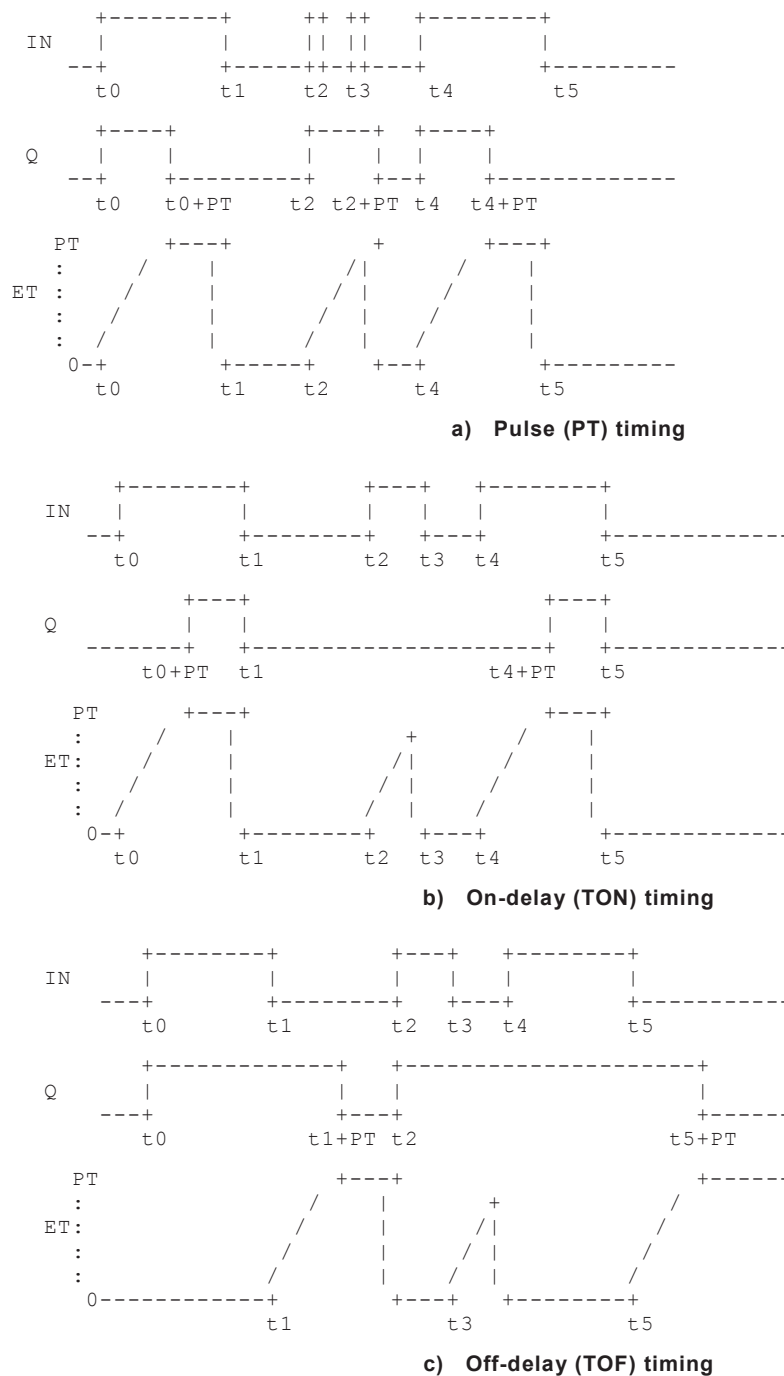 +--------+     ++ ++   +--------+
IN      |        |     || ||   |        |
      --+        +-----++-++---+        +---------
        t0       t1    t2 t3   t4       t5
        +----+         +----+  +----+
Q       |    |         |    |  |    |
      --+    +---------+    +--+    +-------------
        t0  t0+PT     t2  t2+PT t4  t4+PT
     PT      +---+          +       +---+
     :     /     |        /|      /     |
ET :    /      |      / |     /      |
     :   /       |     /  |    /       |
     :  /        |    /   |   /        |
     0-+         +-----+    +--+        +---------
        t0       t1    t2      t4       t5
a) Pulse (PT) timing
        +--------+        +---+   +--------+
IN      |        |        |   |   |        |
      --+        +--------+   +---+        +-------------
        t0       t1       t2  t3  t4       t5
             +---+                     +---+
Q            |   |                     |   |
      -------+   +---------------------+   +-------------
          t0+PT  t1                t4+PT   t5
     PT      +---+                     +---+
     :     /     |           +       /     |
ET:    /      |         /|      /      |
     :   /       |        / |     /       |
     :  /        |       /  |    /        |
     0-+         +--------+   +---+        +-------------
        t0       t1       t2  t3  t4       t5
b) On-delay (TON) timing
         +--------+        +---+   +--------+
IN       |        |        |   |   |        |
      ---+        +--------+   +---+        +-----------
         t0       t1       t2  t3  t4       t5
         +-------------+   +---------------------+
Q        |             |   |                     |
      ---+             +---+                     +------
         t0         t1+PT  t2                 t5+PT
     PT                +---+                     +------
     :               /     |       +           /
ET:              /      |      /|          /
     :             /       |     / |         /
     :            /        |    /  |        /
     0------------+        +---+   +--------+
                  t1           t3           t5
c) Off-delay (TOF) timing